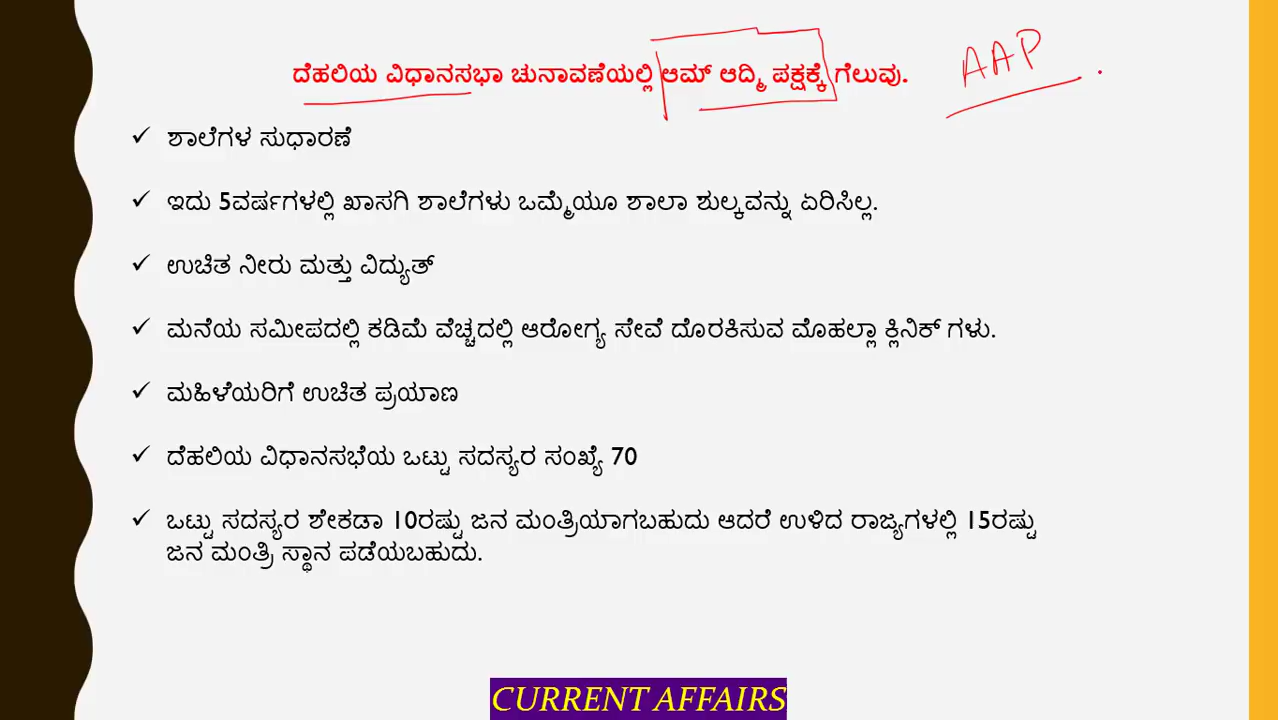 ದೆಹಲಿಯ ವಿಧಾನಸಭಾ ಚುನಾವಣೆಯಲ್ಲಿ ಆಮ್ ಆದ್ಮಿ ಪಕ್ಷಕ್ಕೆ ಗೆಲುವು. AAP
✓ ಶಾಲೆಗಳ ಸುಧಾರಣೆ
✓ ಇದು 5ವರ್ಷಗಳಲ್ಲಿ ಖಾಸಗಿ ಶಾಲೆಗಳು ಒಮ್ಮೆಯೂ ಶಾಲಾ ಶುಲ್ಕವನ್ನು ಏರಿಸಿಲ್ಲ.
✓ ಉಚಿತ ನೀರು ಮತ್ತು ವಿದ್ಯುತ್
✓ ಮನೆಯ ಸಮೀಪದಲ್ಲಿ ಕಡಿಮೆ ವೆಚ್ಚದಲ್ಲಿ ಆರೋಗ್ಯ ಸೇವೆ ದೊರಕಿಸುವ ಮೊಹಲ್ಲಾ ಕ್ಲಿನಿಕ್ ಗಳು.
✓ ಮಹಿಳೆಯರಿಗೆ ಉಚಿತ ಪ್ರಯಾಣ
✓ ದೆಹಲಿಯ ವಿಧಾನಸಭೆಯ ಒಟ್ಟು ಸದಸ್ಯರ ಸಂಖ್ಯೆ 70
✓ ಒಟ್ಟು ಸದಸ್ಯರ ಶೇಕಡಾ 10ರಷ್ಟು ಜನ ಮಂತ್ರಿಯಾಗಬಹುದು ಆದರೆ ಉಳಿದ ರಾಜ್ಯಗಳಲ್ಲಿ 15ರಷ್ಟು
ಜನ ಮಂತ್ರಿ ಸ್ಥಾನ ಪಡೆಯಬಹುದು.
CURRENT AFFAIRS